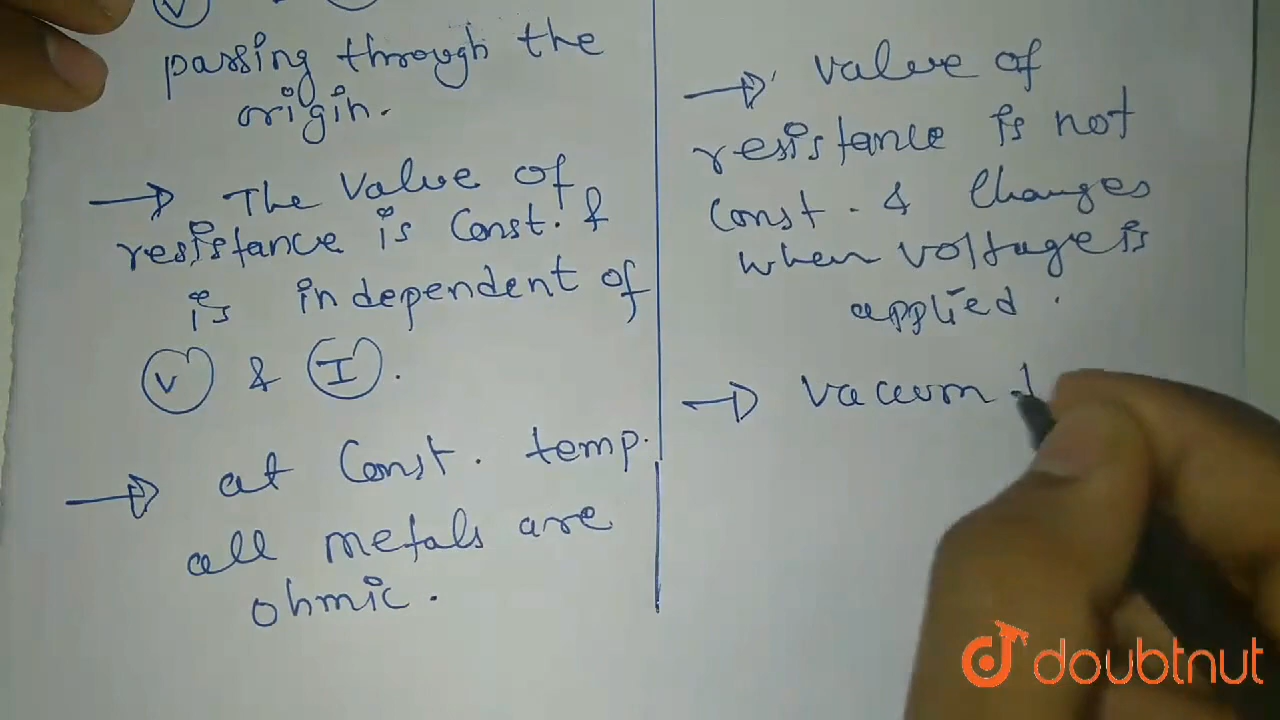 V
passing through the
origin.
→ The Value of
resistance is Const. &
is independent of
V & I.
→ at Const. temp.
all metals are
ohmic.
→ value of
resistance is not
const. & Changes
when voltage is
applied.
→ Vacuum
doubtnut